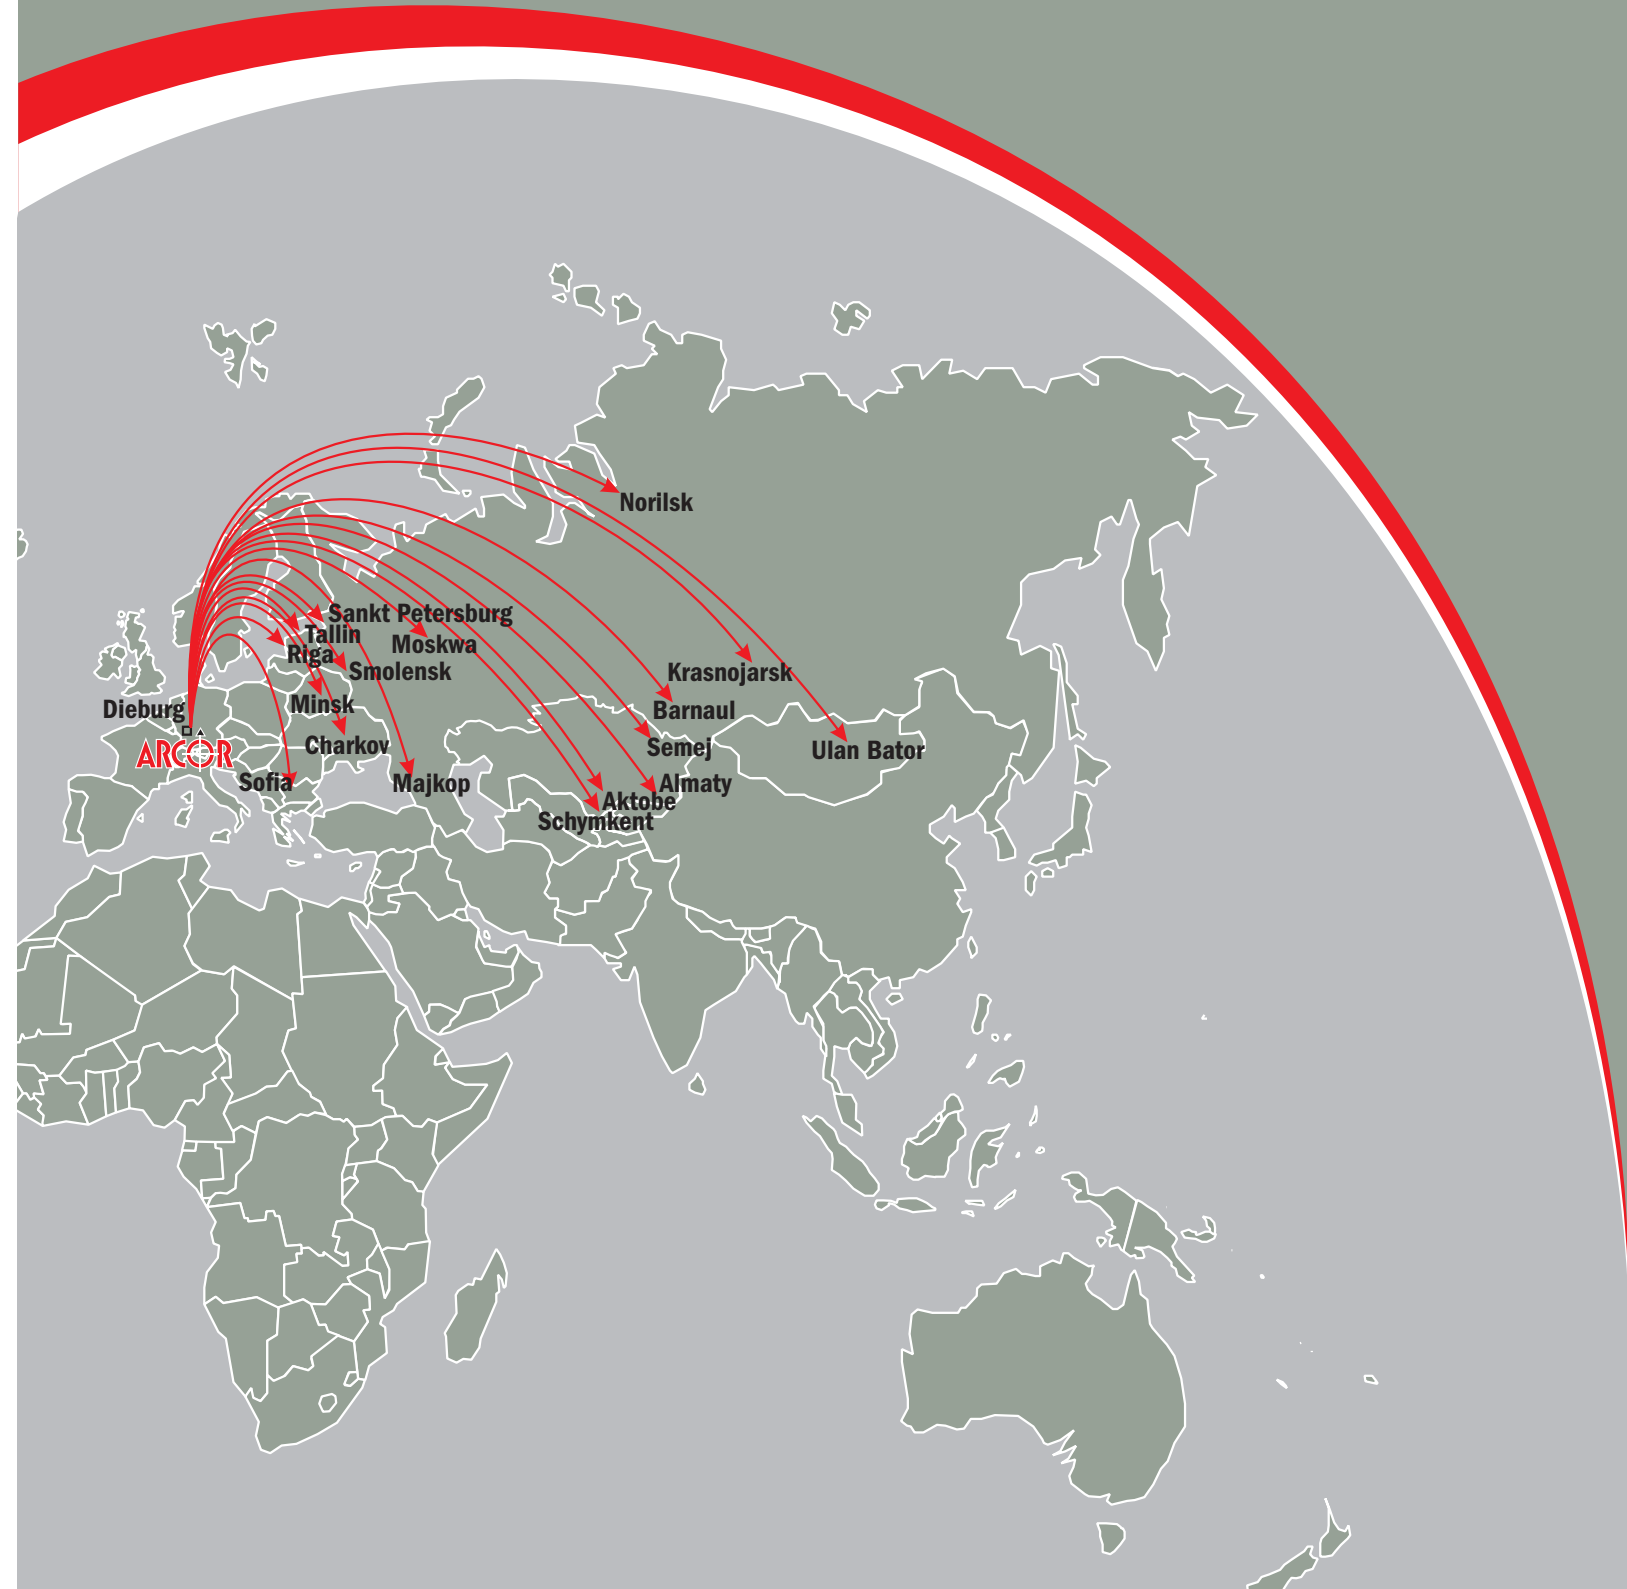 Norilsk
Sankt Petersburg
Tallin
Moskwa
Riga
Smolensk
Krasnojarsk
Minsk
Dieburg
Barnaul
Charkov
Semej
Ulan Bator
ARCOR
Sofia
Majkop
Almaty
Aktobe
Schymkent